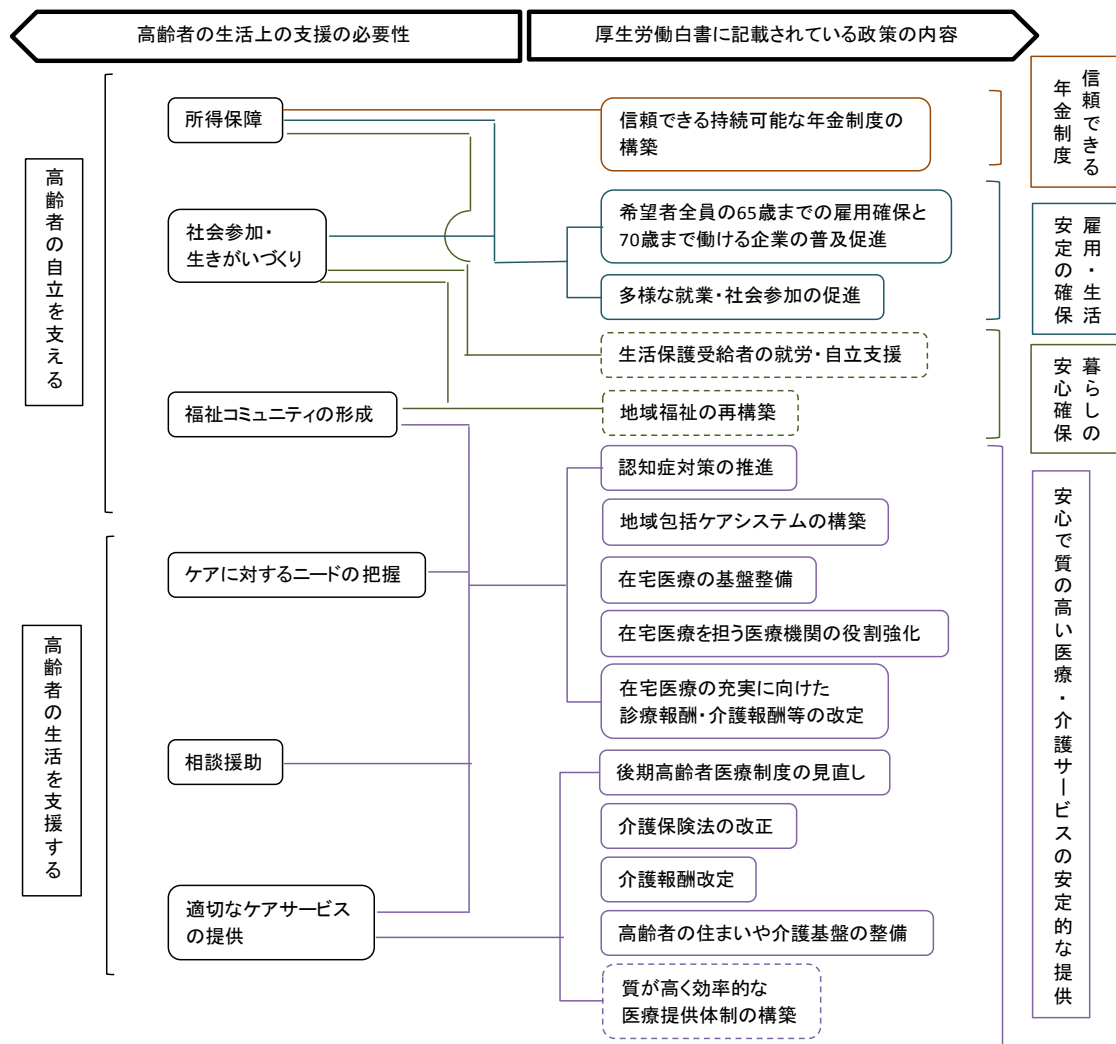 高齢者の生活上の支援の必要性
厚生労働白書に記載されている政策の内容
高齢者の自立を支える
所得保障
社会参加・
生きがいづくり
福祉コミュニティの形成
高齢者の生活を支援する
ケアに対するニードの把握
相談援助
適切なケアサービス
の提供
信頼できる持続可能な年金制度の
構築
希望者全員の65歳までの雇用確保と
70歳まで働ける企業の普及促進
多様な就業・社会参加の促進
生活保護受給者の就労・自立支援
地域福祉の再構築
認知症対策の推進
地域包括ケアシステムの構築
在宅医療の基盤整備
在宅医療を担う医療機関の役割強化
在宅医療の充実に向けた
診療報酬・介護報酬等の改定
後期高齢者医療制度の見直し
介護保険法の改正
介護報酬改定
高齢者の住まいや介護基盤の整備
質が高く効率的な
医療提供体制の構築
信頼できる
年金制度
雇用・生活
安定の確保
暮らしの
安心確保
安心で質の高い医療・介護サービスの安定的な提供